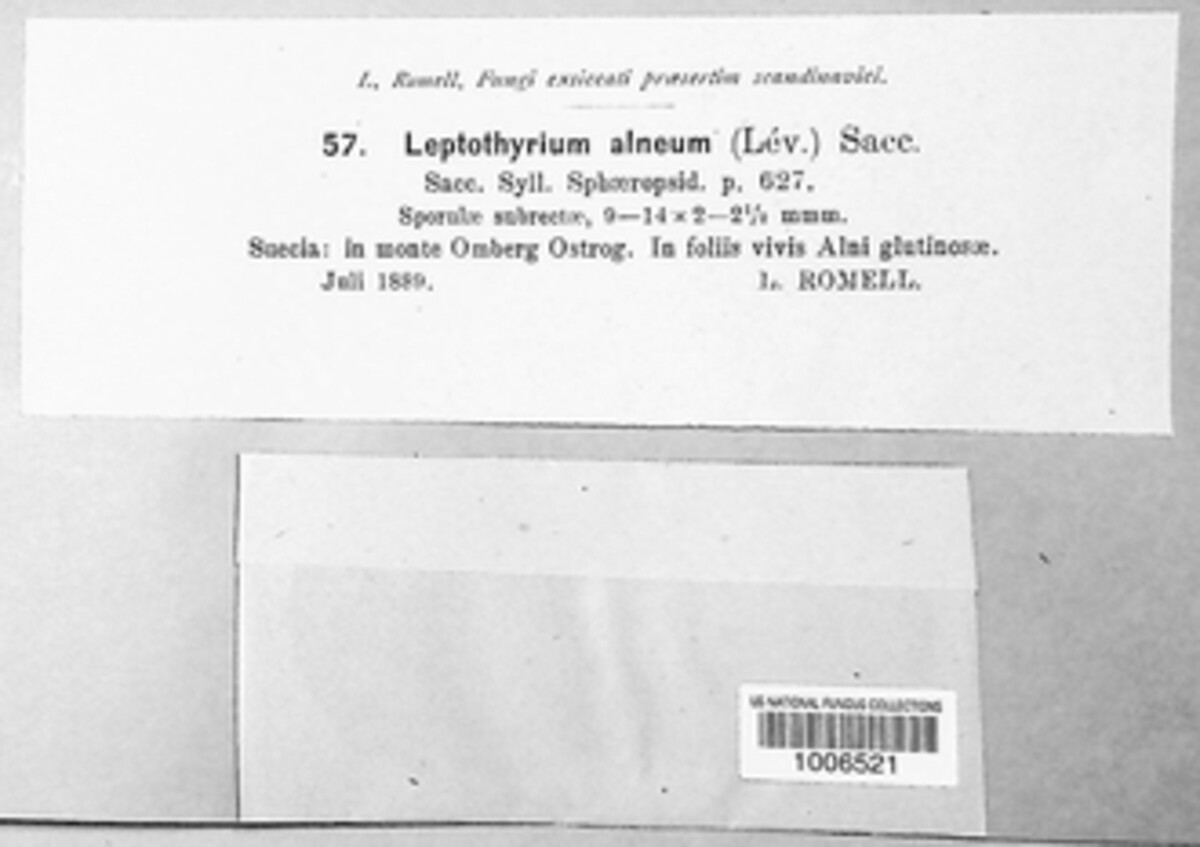 L. Romell, Fungi exsiccati præsertim scandinavici.
57. Leptothyrium alneum (Lév.) Sacc.
Sacc. Syll. Sphæropsid. p. 627.
Sporulæ subrectæ, 9—14 × 2—2½ mmm.
Suecia: in monte Omberg Ostrog. In foliis vivis Alni glutinosæ.
Juli 1889. L. ROMELL.
US NATIONAL FUNGUS COLLECTIONS
1006521